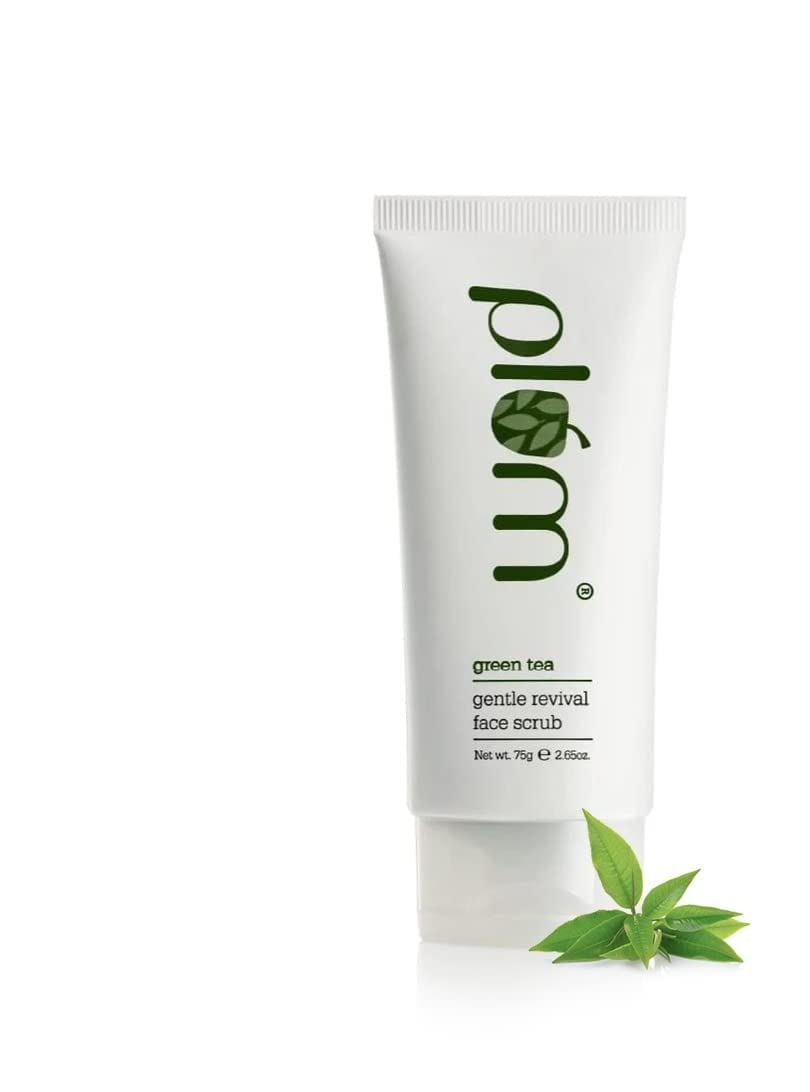 plum®
green tea
gentle revival
face scrub
Net wt. 75g ℮ 2.65oz.